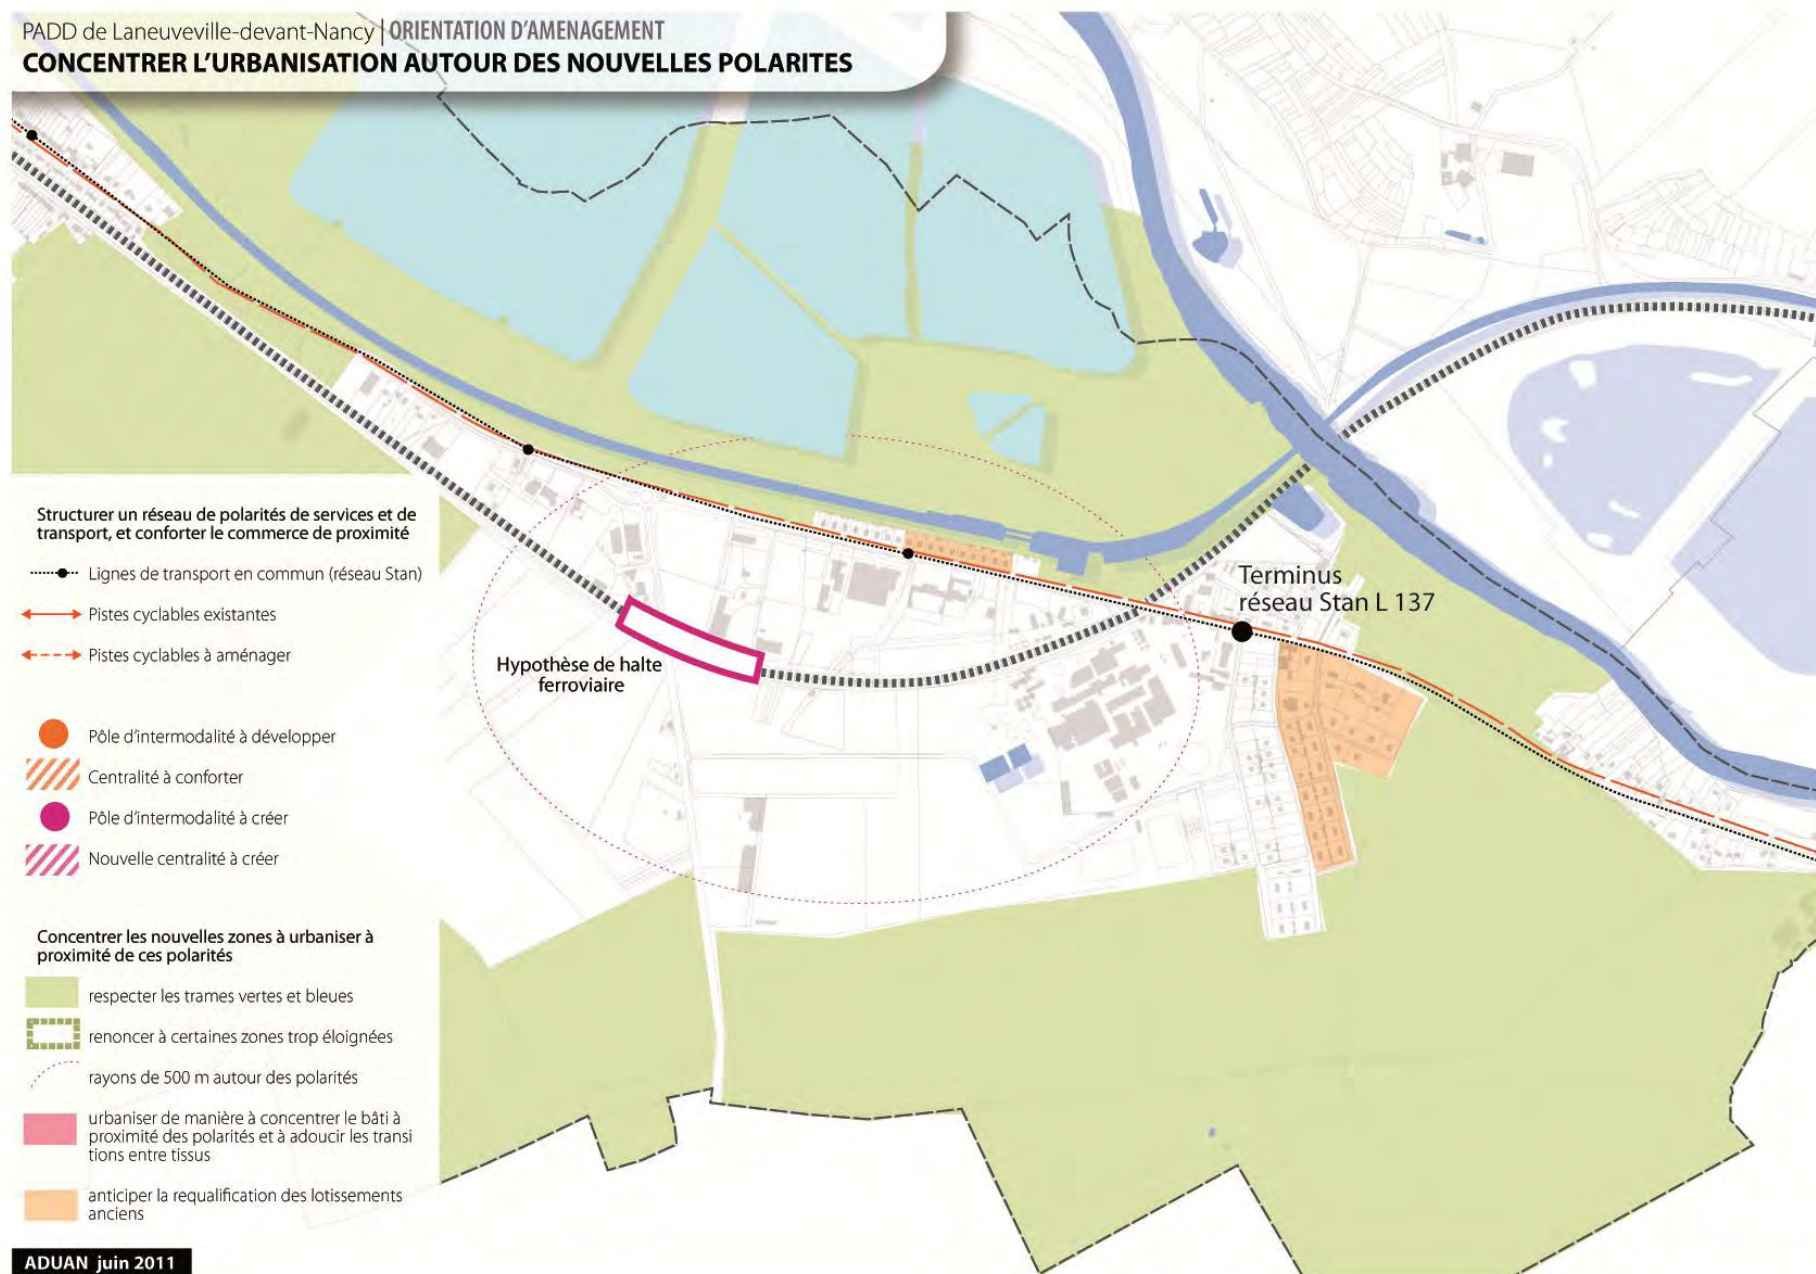 PADD de Laneuveville-devant-Nancy | ORIENTATION D'AMENAGEMENT
CONCENTRER L'URBANISATION AUTOUR DES NOUVELLES POLARITES
Structurer un réseau de polarités de services et de
transport, et conforter le commerce de proximité
Lignes de transport en commun (réseau Stan)
Pistes cyclables existantes
Pistes cyclables à aménager
Pôle d'intermodalité à développer
Centralité à conforter
Pôle d'intermodalité à créer
Nouvelle centralité à créer
Concentrer les nouvelles zones à urbaniser à
proximité de ces polarités
respecter les trames vertes et bleues
renoncer à certaines zones trop éloignées
rayons de 500 m autour des polarités
urbaniser de manière à concentrer le bâti à
proximité des polarités et à adoucir les transi
tions entre tissus
anticiper la requalification des lotissements
anciens
ADUAN juin 2011
Hypothèse de halte
ferroviaire
Terminus
réseau Stan L 137